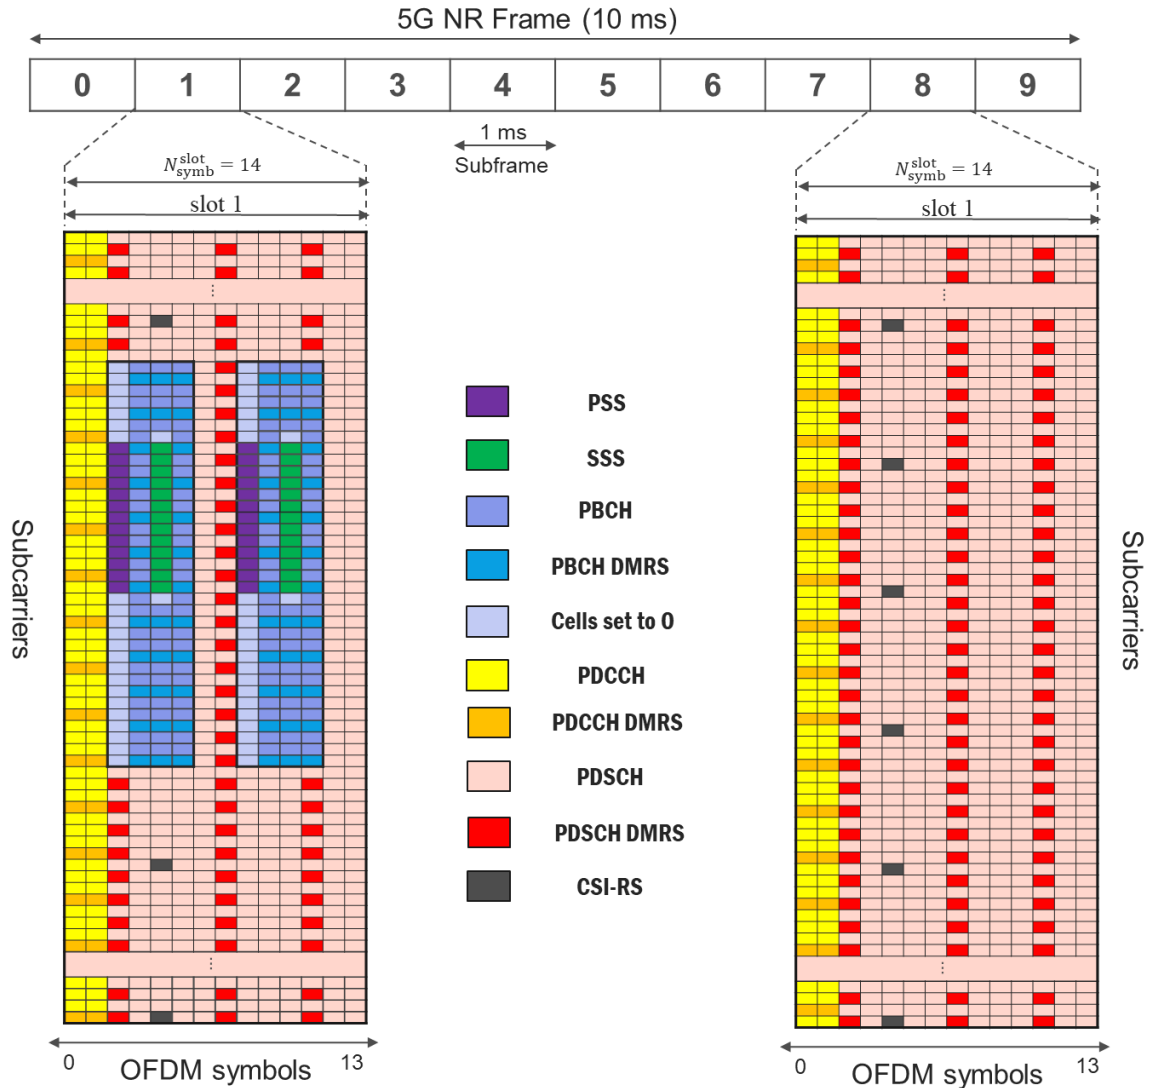 5G NR Frame (10 ms)
0 1 2 3 4 5 6 7 8 9
1 ms
Subframe
N_symb^slot = 14
slot 1
N_symb^slot = 14
slot 1
⋮
⋮
PSS
SSS
PBCH
PBCH DMRS
Cells set to 0
PDCCH
PDCCH DMRS
PDSCH
PDSCH DMRS
CSI-RS
Subcarriers
Subcarriers
⋮
⋮
0 13
OFDM symbols
0 13
OFDM symbols